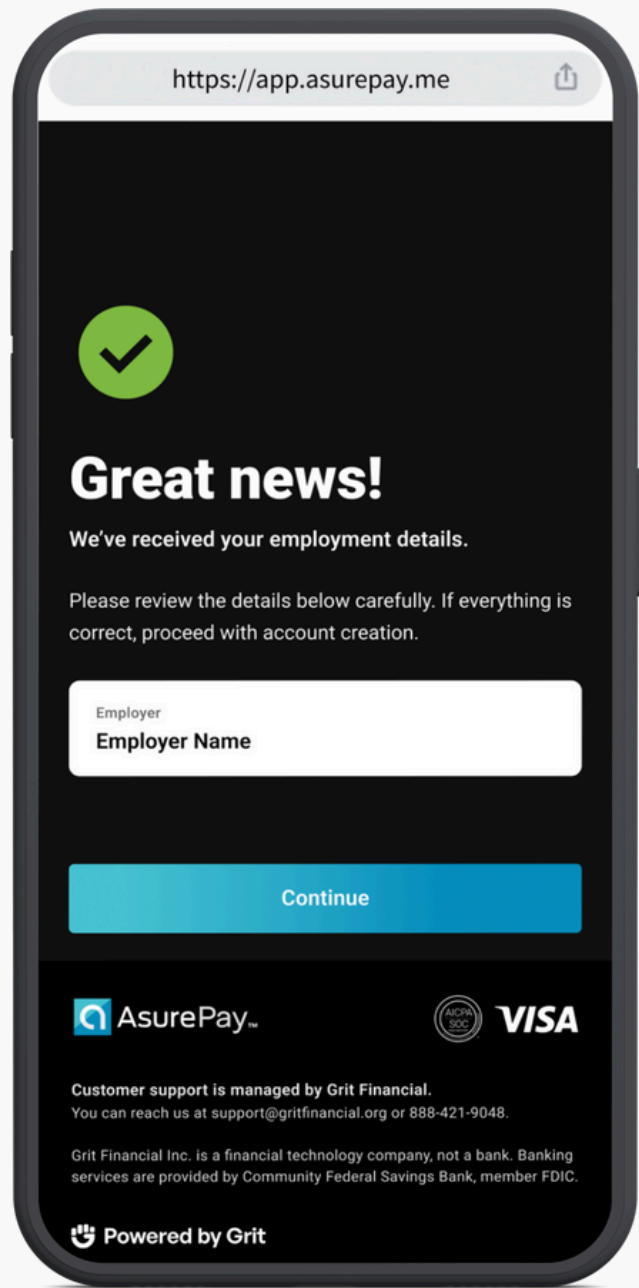 https://app.asurepay.me
Great news!
We’ve received your employment details.
Please review the details below carefully. If everything is
correct, proceed with account creation.
Employer
Employer Name
Continue
AsurePay™
AICPA
SOC
VISA
Customer support is managed by Grit Financial.
You can reach us at support@gritfinancial.org or 888-421-9048.
Grit Financial Inc. is a financial technology company, not a bank. Banking
services are provided by Community Federal Savings Bank, member FDIC.
Powered by Grit